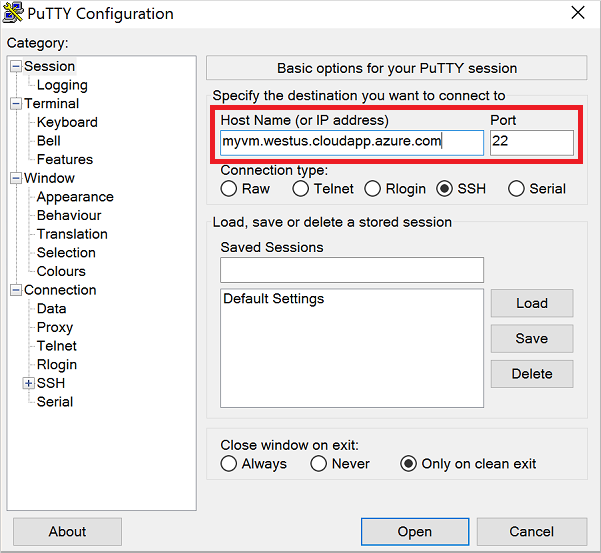 PuTTY Configuration
Category:
Session
Logging
Terminal
Keyboard
Bell
Features
Window
Appearance
Behaviour
Translation
Selection
Colours
Connection
Data
Proxy
Telnet
Rlogin
SSH
Serial
Basic options for your PuTTY session
Specify the destination you want to connect to
Host Name (or IP address) Port
myvm.westus.cloudapp.azure.com 22
Connection type:
Raw Telnet Rlogin SSH Serial
Load, save or delete a stored session
Saved Sessions
Default Settings
Load
Save
Delete
Close window on exit:
Always Never Only on clean exit
About Open Cancel